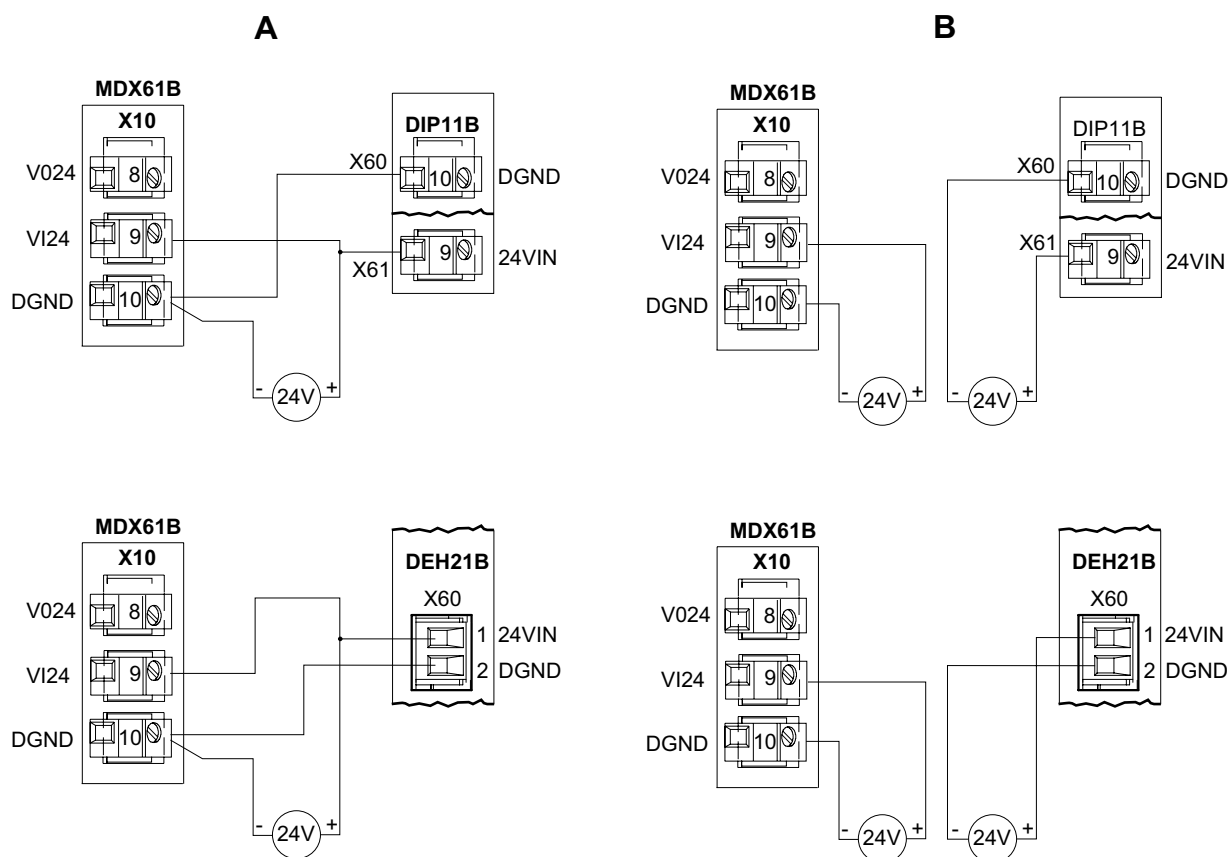 A
B
MDX61B
X10
V024
8
VI24
9
DGND
10
DIP11B
X60
10
DGND
X61
9
24VIN
- 24V +
MDX61B
X10
V024
8
VI24
9
DGND
10
DIP11B
X60
10
DGND
X61
9
24VIN
- 24V +
- 24V +
MDX61B
X10
V024
8
VI24
9
DGND
10
DEH21B
X60
1 24VIN
2 DGND
- 24V +
MDX61B
X10
V024
8
VI24
9
DGND
10
DEH21B
X60
1 24VIN
2 DGND
- 24V +
- 24V +